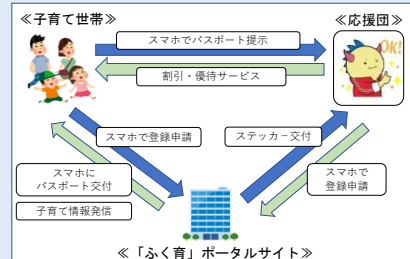 ≪子育て世帯≫
≪応援団≫
スマホでパスポート提示
OK!
割引・優待サービス
スマホで登録申請
ステッカー交付
スマホに
パスポート交付
スマホで
登録申請
子育て情報発信
≪「ふく育」ポータルサイト≫